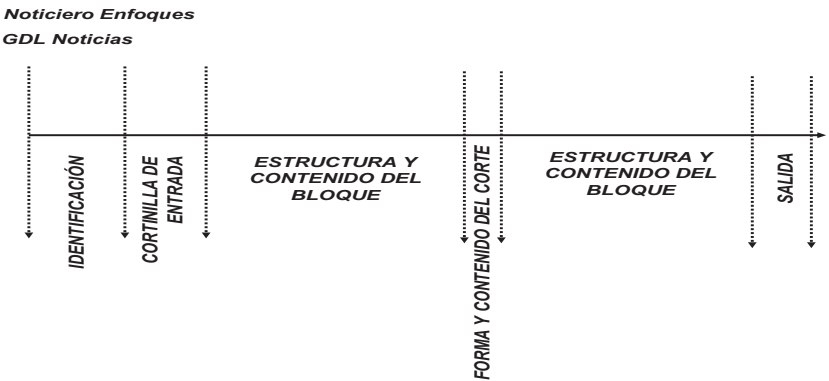 Noticiero Enfoques
GDL Noticias
IDENTIFICACIÓN
CORTINILLA DE
ENTRADA
ESTRUCTURA Y
CONTENIDO DEL
BLOQUE
FORMA Y CONTENIDO DEL CORTE
ESTRUCTURA Y
CONTENIDO DEL
BLOQUE
SALIDA